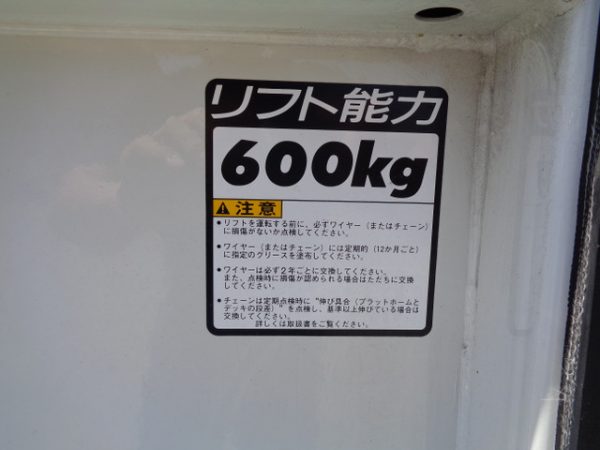 リフト能力
600kg
⚠注意
●リフトを運転する前に、必ずワイヤー(またはチェーン)
に損傷がないか点検してください。
●ワイヤー(またはチェーン)には定期的(12か月ごと)
に指定のグリースを塗布してください。
●ワイヤーは必ず2年ごとに交換してください。
また、点検時に損傷が認められる場合はただちに交換
してください。
●チェーンは定期点検時に“伸び具合(プラットホームと
デッキの段差)”を点検し、基準以上伸びている場合は
交換してください。
詳しくは取扱書をご覧ください。